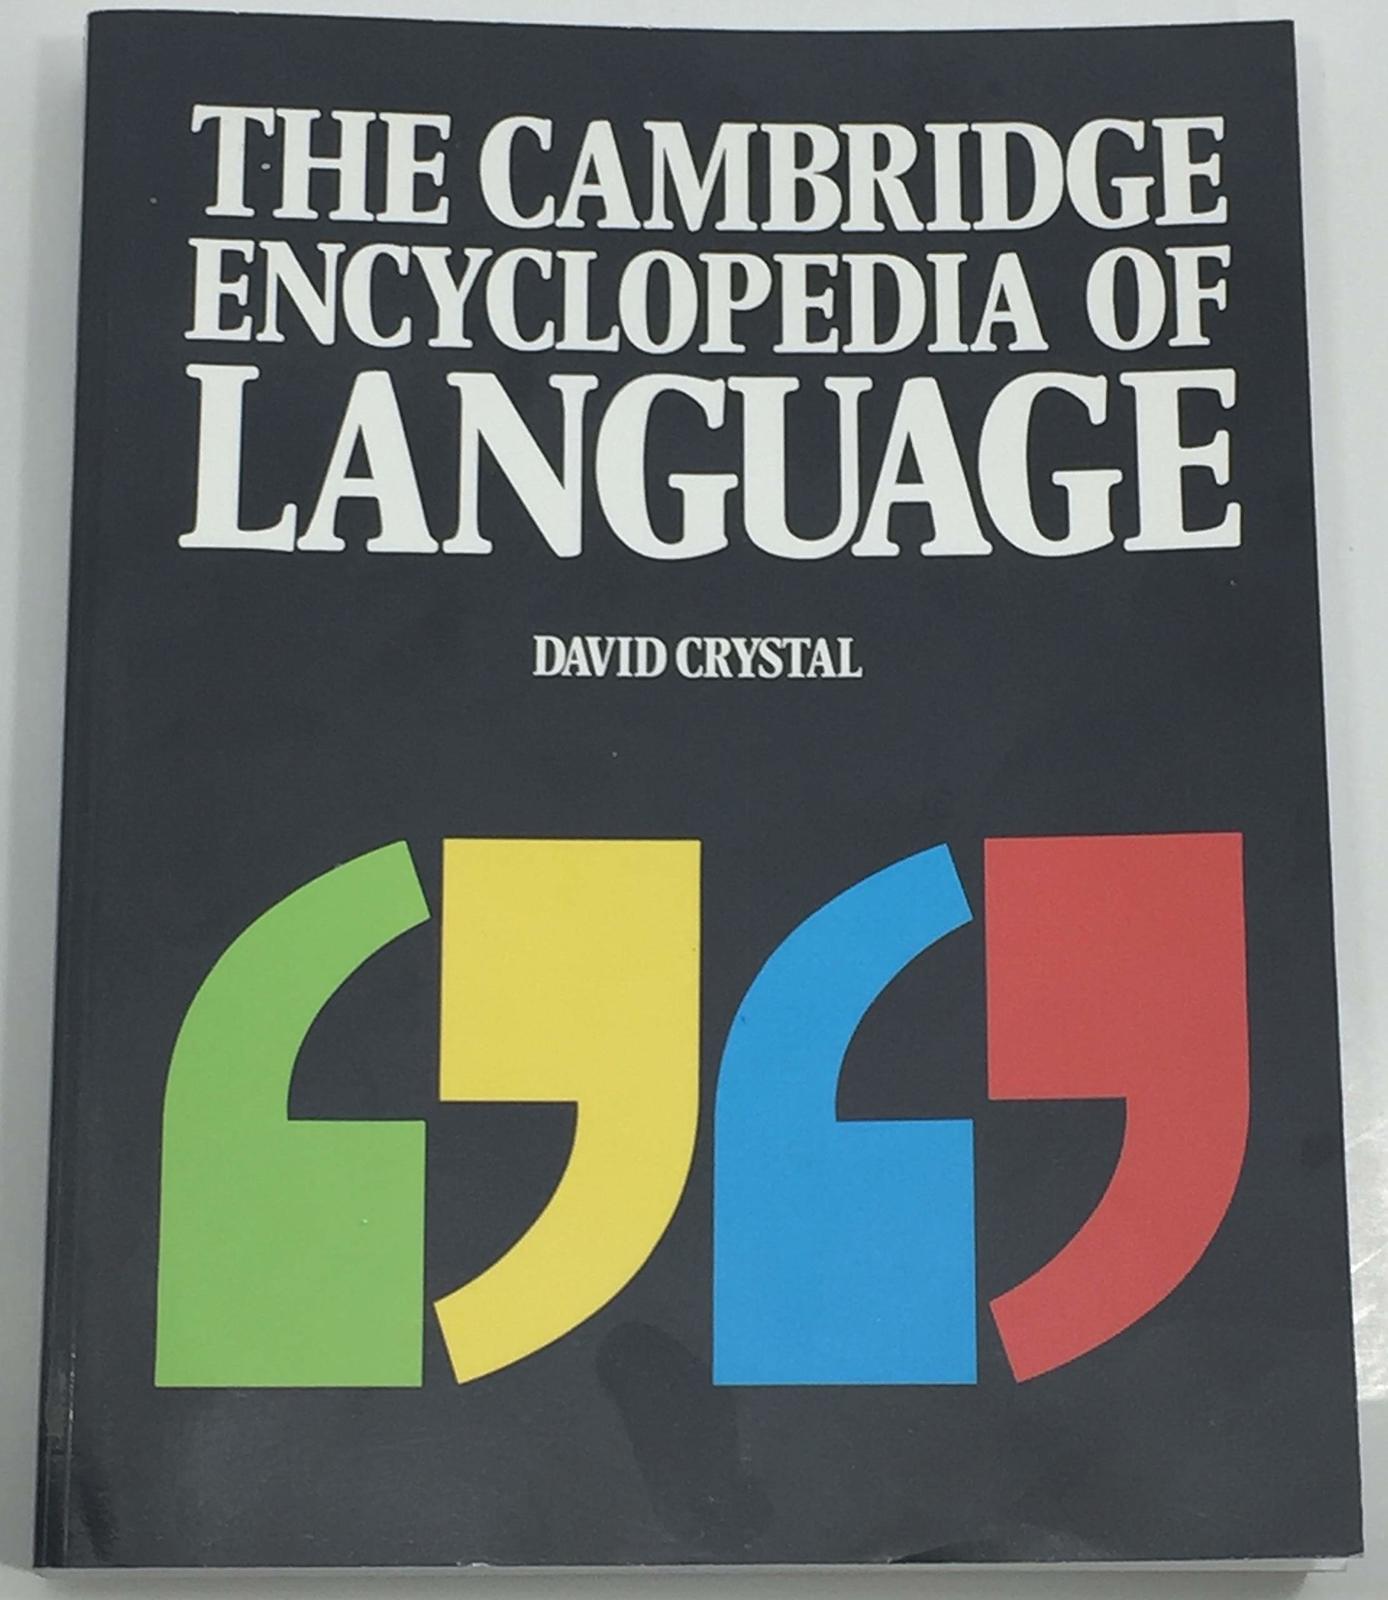 THE CAMBRIDGE
ENCYCLOPEDIA OF
LANGUAGE
DAVID CRYSTAL